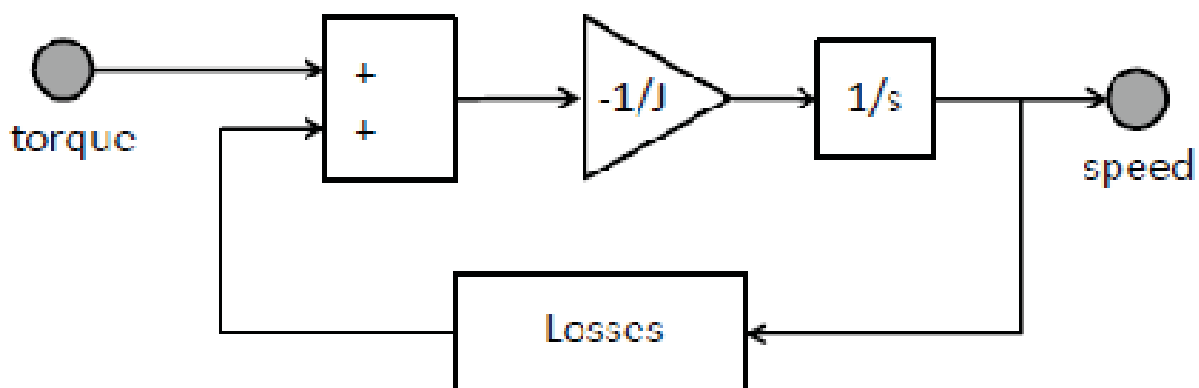 torque
+
+
-1/J
1/s
speed
Losses